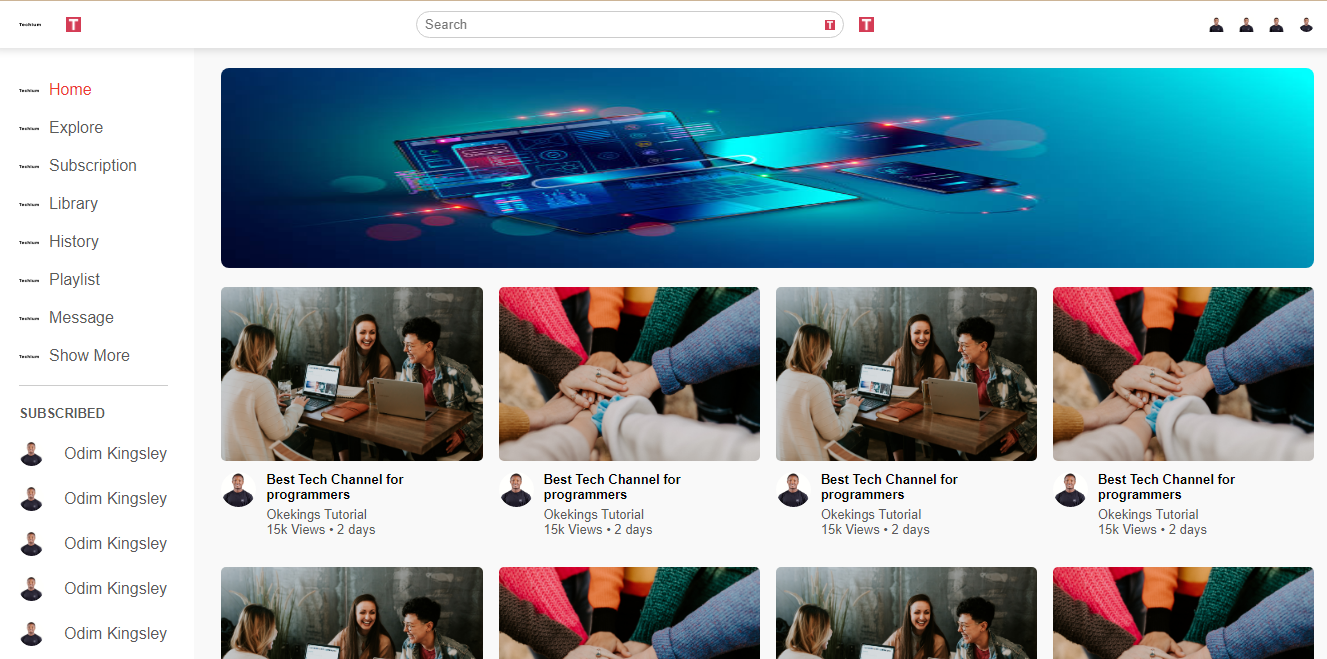 Techium
T
Search
T
T
Techium Home
Techium Explore
Techium Subscription
Techium Library
Techium History
Techium Playlist
Techium Message
Techium Show More
SUBSCRIBED
Odim Kingsley
Odim Kingsley
Odim Kingsley
Odim Kingsley
Odim Kingsley
Best Tech Channel for
programmers
Okekings Tutorial
15k Views • 2 days
Best Tech Channel for
programmers
Okekings Tutorial
15k Views • 2 days
Best Tech Channel for
programmers
Okekings Tutorial
15k Views • 2 days
Best Tech Channel for
programmers
Okekings Tutorial
15k Views • 2 days